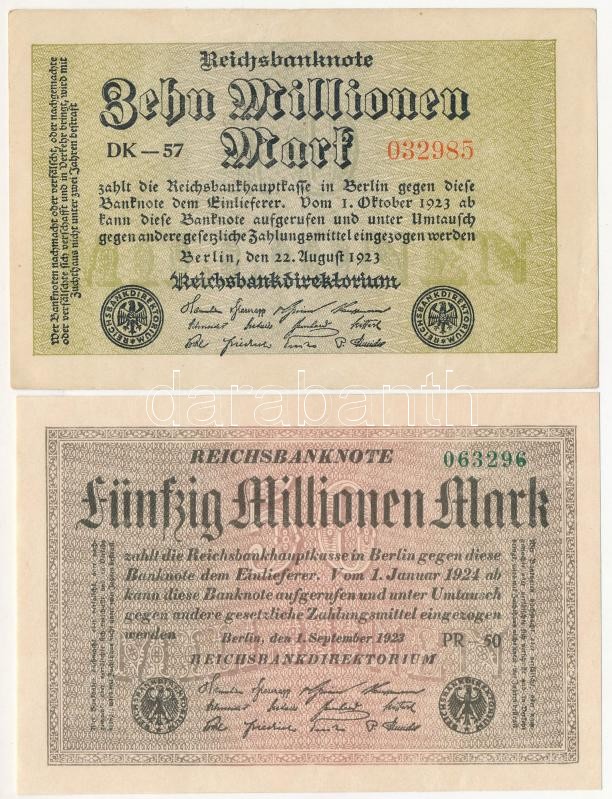 Reichsbanknote
Zehn Millionen
Mark
DK — 57
032985
zahlt die Reichsbankhauptkasse in Berlin gegen diese
Banknote dem Einlieferer. Vom 1. Oktober 1923 ab
kann diese Banknote aufgerufen und unter Umtausch
gegen andere gesetzliche Zahlungsmittel eingezogen werden
Berlin, den 22. August 1923
Reichsbankdirektorium
Wer Banknoten nachmacht oder verfälscht, oder nachgemachte
oder verfälschte sich verschafft und in Verkehr bringt, wird mit
Zuchthaus nicht unter zwei Jahren bestraft
REICHSBANKDIREKTORIUM
REICHSBANKDIREKTORIUM
darabanth
REICHSBANKNOTE
063296
Fünfzig Millionen Mark
50
zahlt die Reichsbankhauptkasse in Berlin gegen diese
Banknote dem Einlieferer. Vom 1. Januar 1924 ab
kann diese Banknote aufgerufen und unter Umtausch
gegen andere gesetzliche Zahlungsmittel eingezogen
werden
Berlin, den 1. September 1923
PR — 50
REICHSBANKDIREKTORIUM
REICHSBANKDIREKTORIUM
REICHSBANKDIREKTORIUM